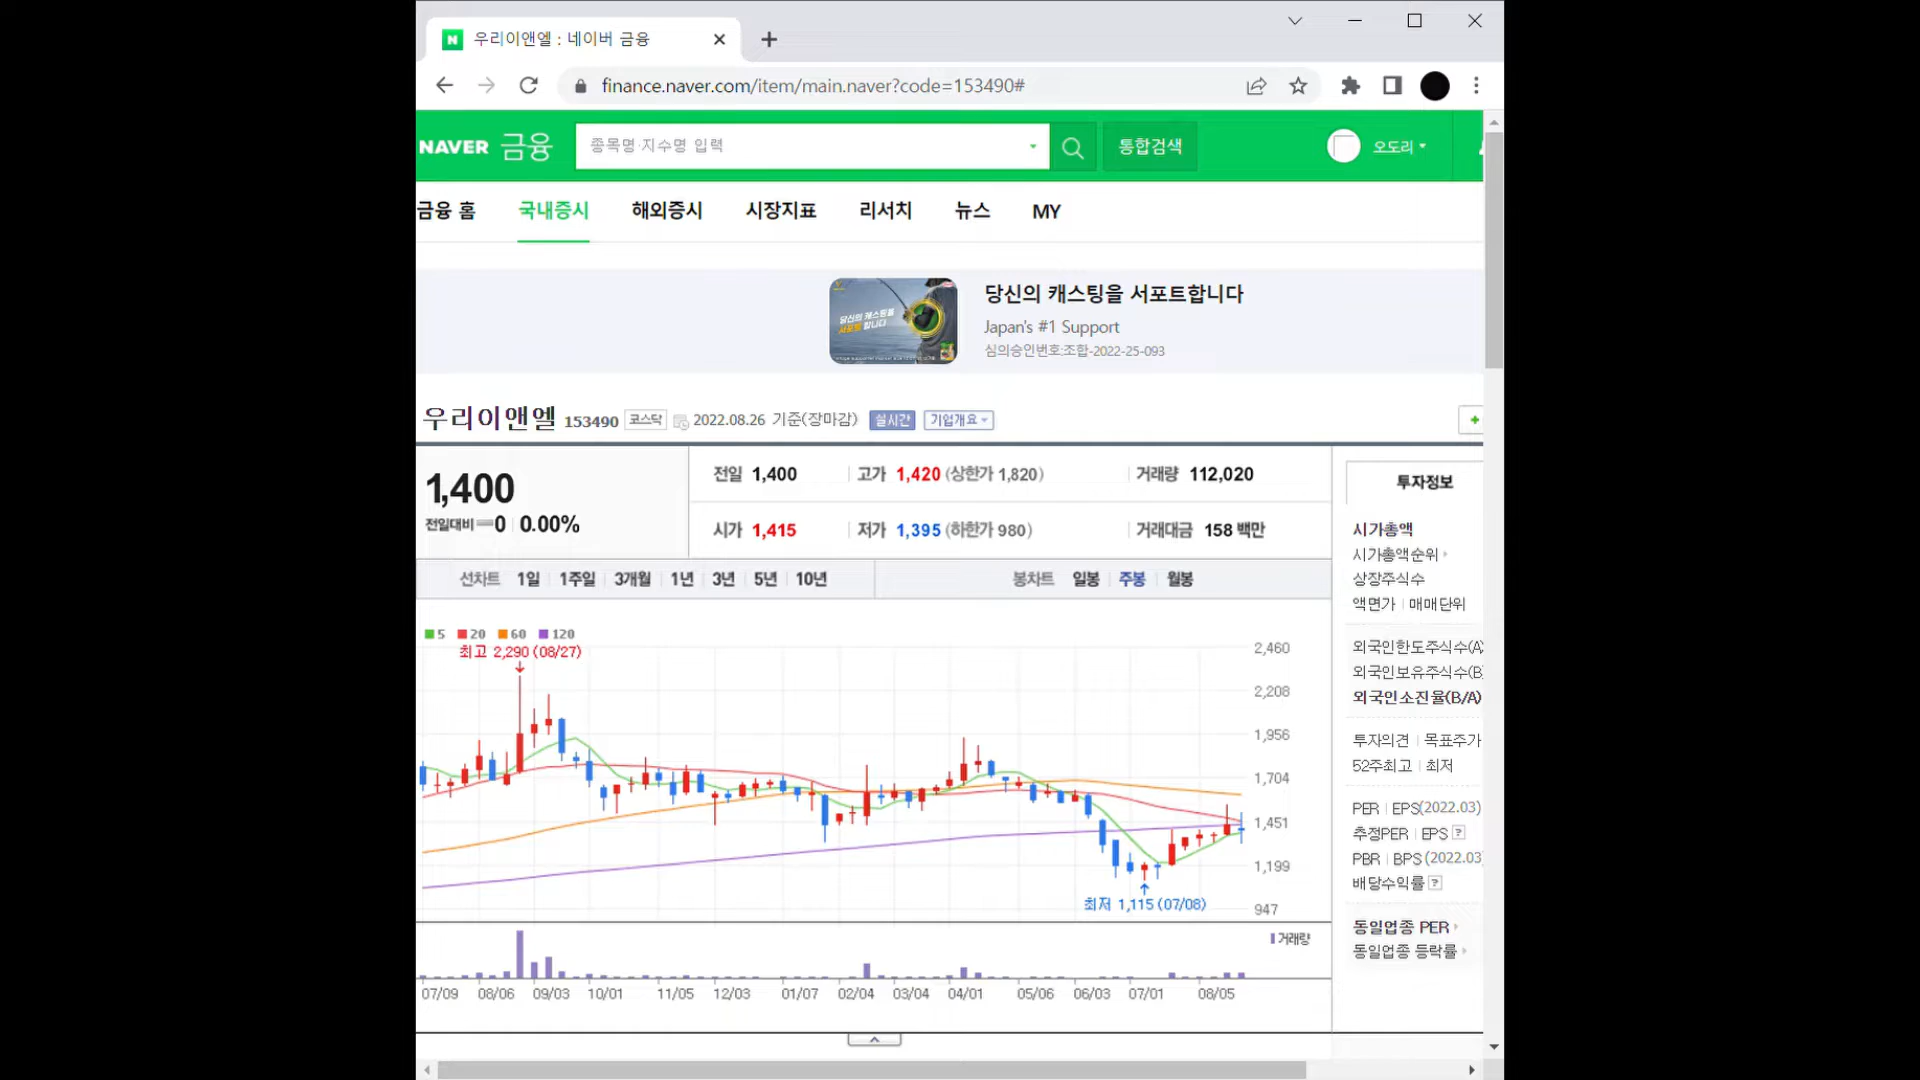 우리이앤엘 : 네이버 금융
finance.naver.com/item/main.naver?code=153490#
NAVER 금융
종목명·지수명 입력
통합검색
오도리
금융 홈 국내증시 해외증시 시장지표 리서치 뉴스 MY
당신의 캐스팅을
서포트 합니다
당신의 캐스팅을 서포트합니다
Japan's #1 Support
심의승인번호:조합-2022-25-093
우리이앤엘 153490 코스닥 2022.08.26 기준(장마감) 실시간 기업개요
1,400
전일대비 0 0.00%
전일 1,400 고가 1,420 (상한가 1,820) 거래량 112,020
시가 1,415 저가 1,395 (하한가 980) 거래대금 158 백만
선차트 1일 1주일 3개월 1년 3년 5년 10년 봉차트 일봉 주봉 월봉
5 20 60 120
최고 2,290 (08/27)
2,460
2,208
1,956
1,704
1,451
1,199
947
최저 1,115 (07/08)
거래량
07/09 08/06 09/03 10/01 11/05 12/03 01/07 02/04 03/04 04/01 05/06 06/03 07/01 08/05
투자정보
시가총액
시가총액순위
상장주식수
액면가 매매단위
외국인한도주식수(A)
외국인보유주식수(B
외국인소진율(B/A)
투자의견 목표주가
52주최고 최저
PER EPS(2022.03)
추정PER EPS ?
PBR BPS (2022.03)
배당수익률 ?
동일업종 PER
동일업종 등락률